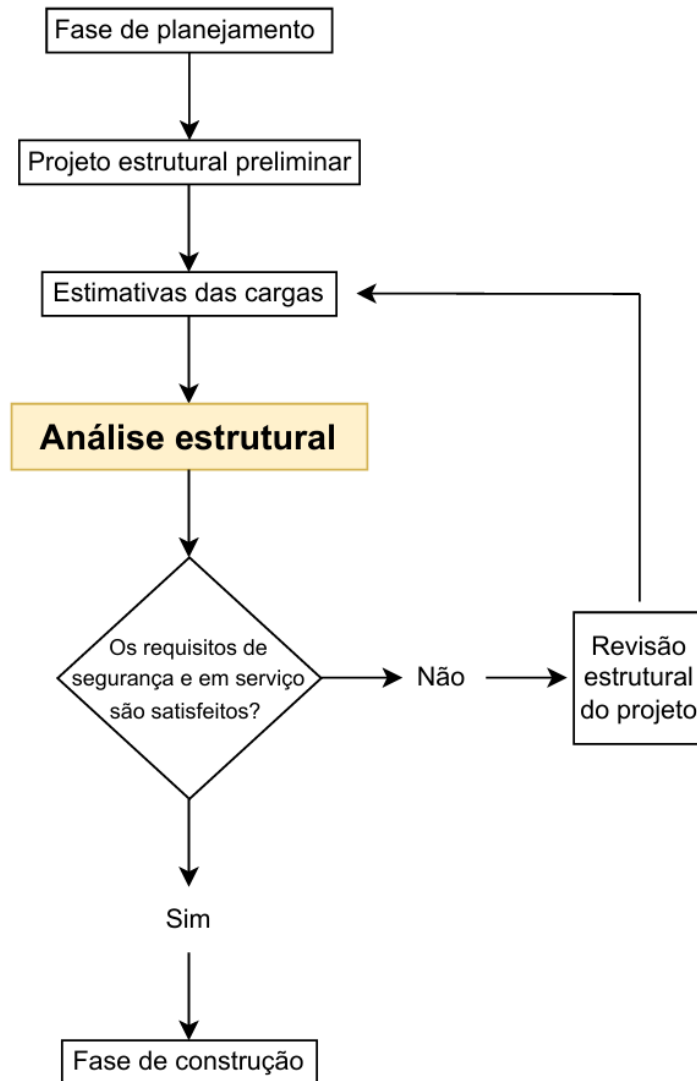 Fase de planejamento
Projeto estrutural preliminar
Estimativas das cargas
Análise estrutural
Os requisitos de
segurança e em serviço
são satisfeitos?
Não
Revisão
estrutural
do projeto
Sim
Fase de construção